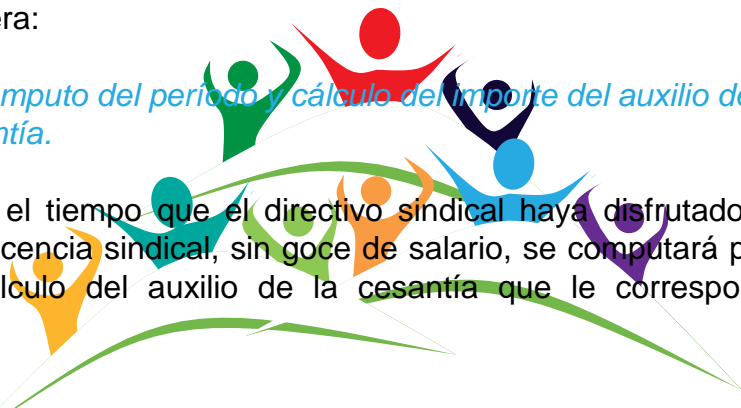 era:
mputo del período y cálculo del importe del auxilio de
ntía.
el tiempo que el directivo sindical haya disfrutado
cencia sindical, sin goce de salario, se computará p
lculo del auxilio de la cesantía que le correspo